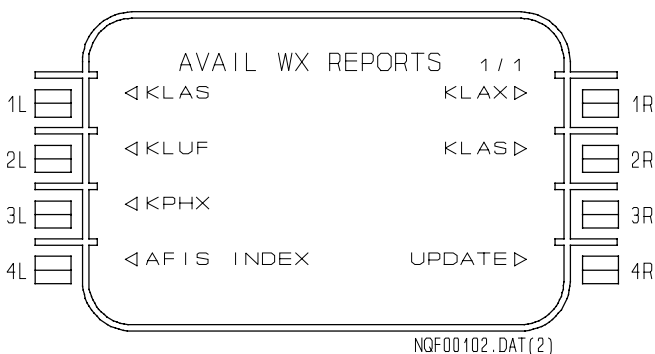 AVAIL WX REPORTS 1/1
1L ◁KLAS KLAX▷ 1R
2L ◁KLUF KLAS▷ 2R
3L ◁KPHX 3R
4L ◁AFIS INDEX UPDATE▷ 4R
NQF00102.DAT(2)